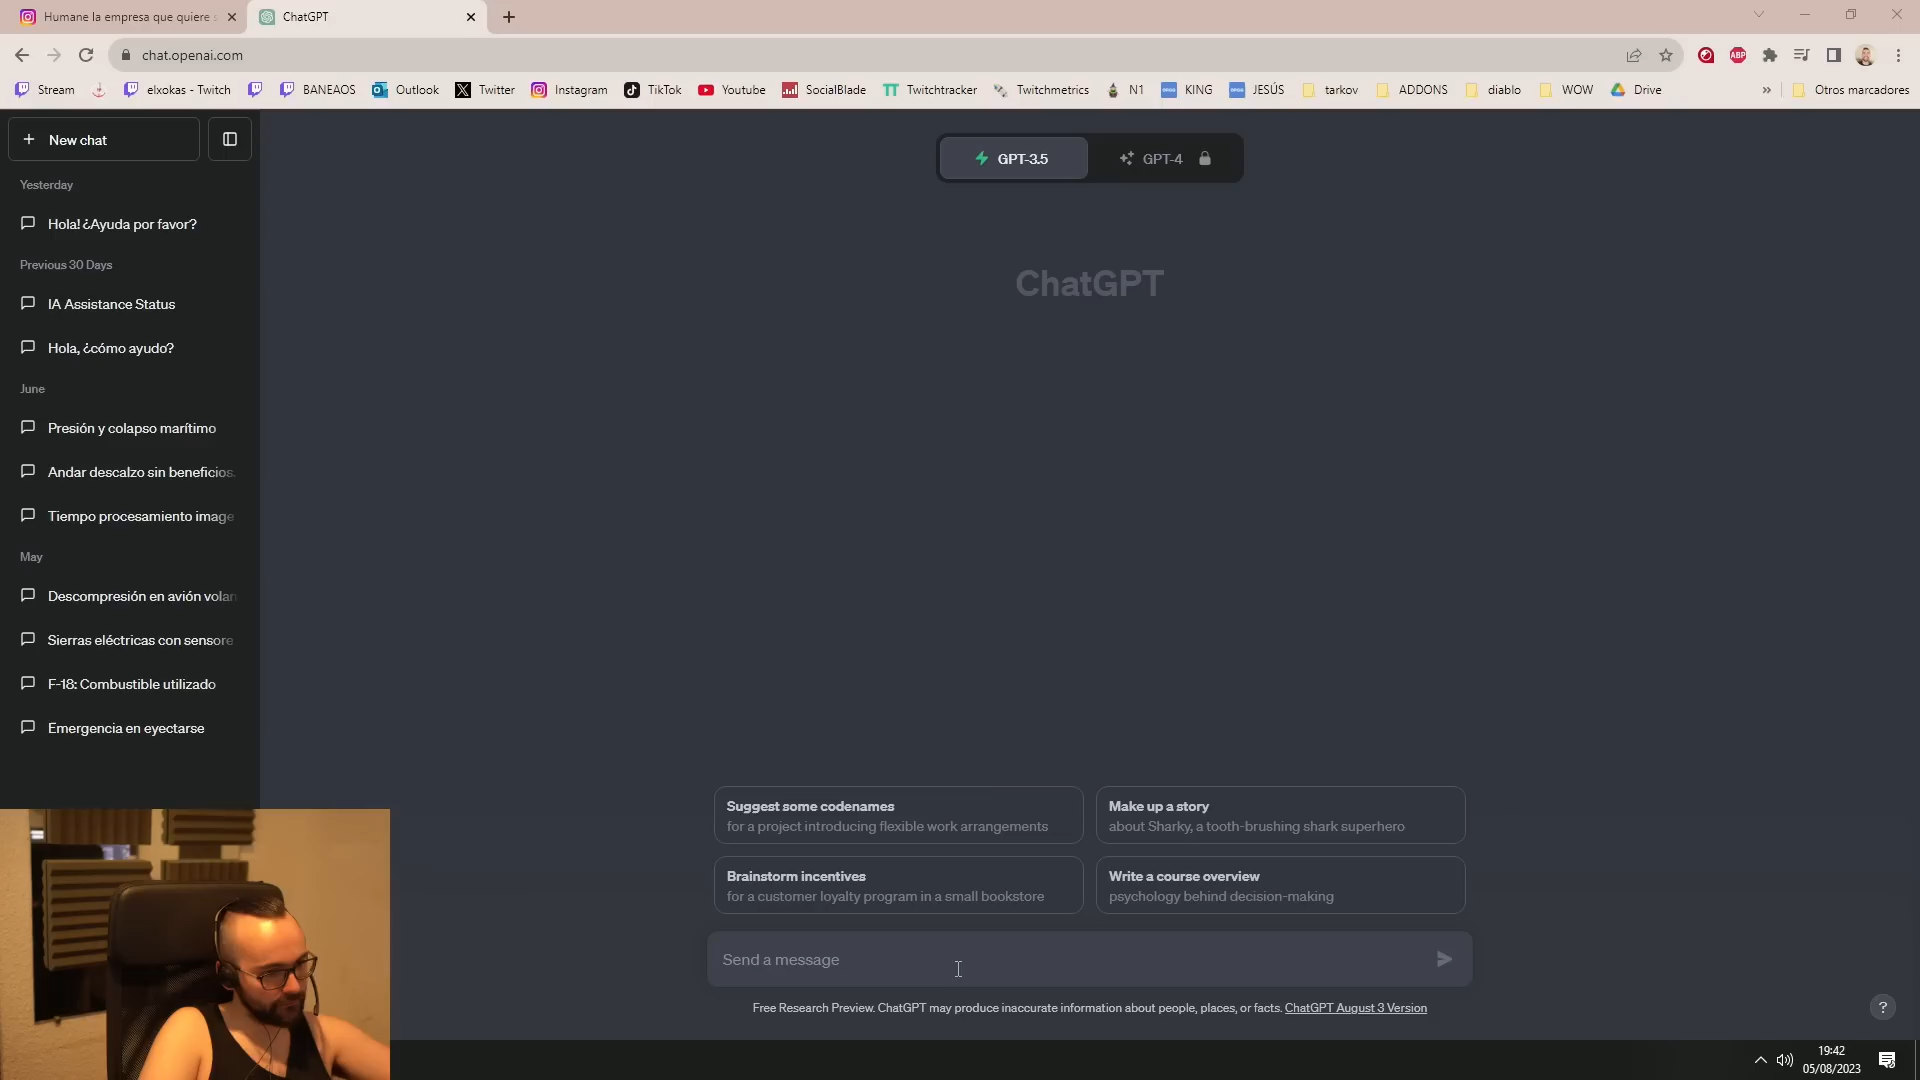 Humane la empresa que quiere s
ChatGPT
chat.openai.com
ABP
Stream
elxokas - Twitch
BANEAOS
Outlook
Twitter
Instagram
TikTok
Youtube
SocialBlade
TT
Twitchtracker
Twitchmetrics
N1
KING
JESÚS
tarkov
ADDONS
diablo
WOW
Drive
»
Otros marcadores
+ New chat
Yesterday
Hola! ¿Ayuda por favor?
Previous 30 Days
IA Assistance Status
Hola, ¿cómo ayudo?
June
Presión y colapso marítimo
Andar descalzo sin beneficios.
Tiempo procesamiento image
May
Descompresión en avión volan
Sierras eléctricas con sensore
F-18: Combustible utilizado
Emergencia en eyectarse
GPT-3.5
GPT-4
ChatGPT
Suggest some codenames
for a project introducing flexible work arrangements
Make up a story
about Sharky, a tooth-brushing shark superhero
Brainstorm incentives
for a customer loyalty program in a small bookstore
Write a course overview
psychology behind decision-making
Send a message
Free Research Preview. ChatGPT may produce inaccurate information about people, places, or facts. ChatGPT August 3 Version
?
19:42
05/08/2023